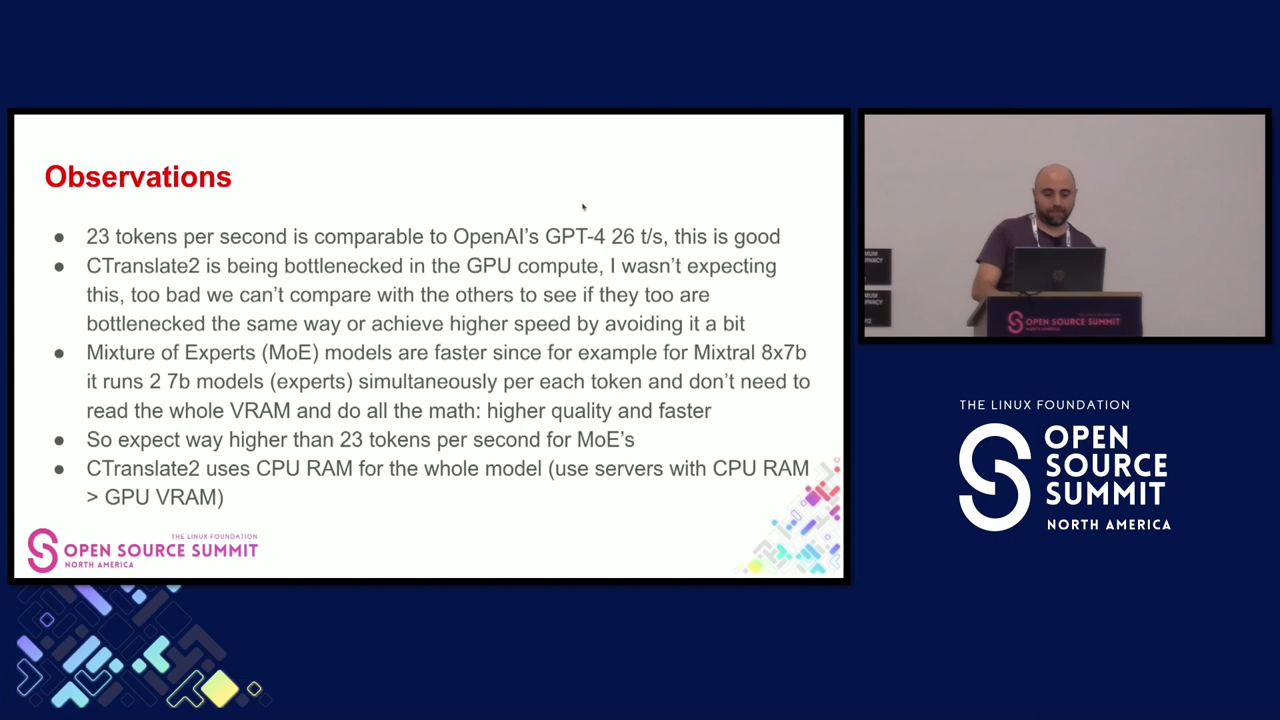 Observations
● 23 tokens per second is comparable to OpenAI’s GPT-4 26 t/s, this is good
● CTranslate2 is being bottlenecked in the GPU compute, I wasn’t expecting
this, too bad we can’t compare with the others to see if they too are
bottlenecked the same way or achieve higher speed by avoiding it a bit
● Mixture of Experts (MoE) models are faster since for example for Mixtral 8x7b
it runs 2 7b models (experts) simultaneously per each token and don’t need to
read the whole VRAM and do all the math: higher quality and faster
● So expect way higher than 23 tokens per second for MoE’s
● CTranslate2 uses CPU RAM for the whole model (use servers with CPU RAM
> GPU VRAM)
THE LINUX FOUNDATION
OPEN SOURCE SUMMIT
NORTH AMERICA
OPEN SOURCE SUMMIT
THE LINUX FOUNDATION
OPEN
SOURCE
SUMMIT
NORTH AMERICA